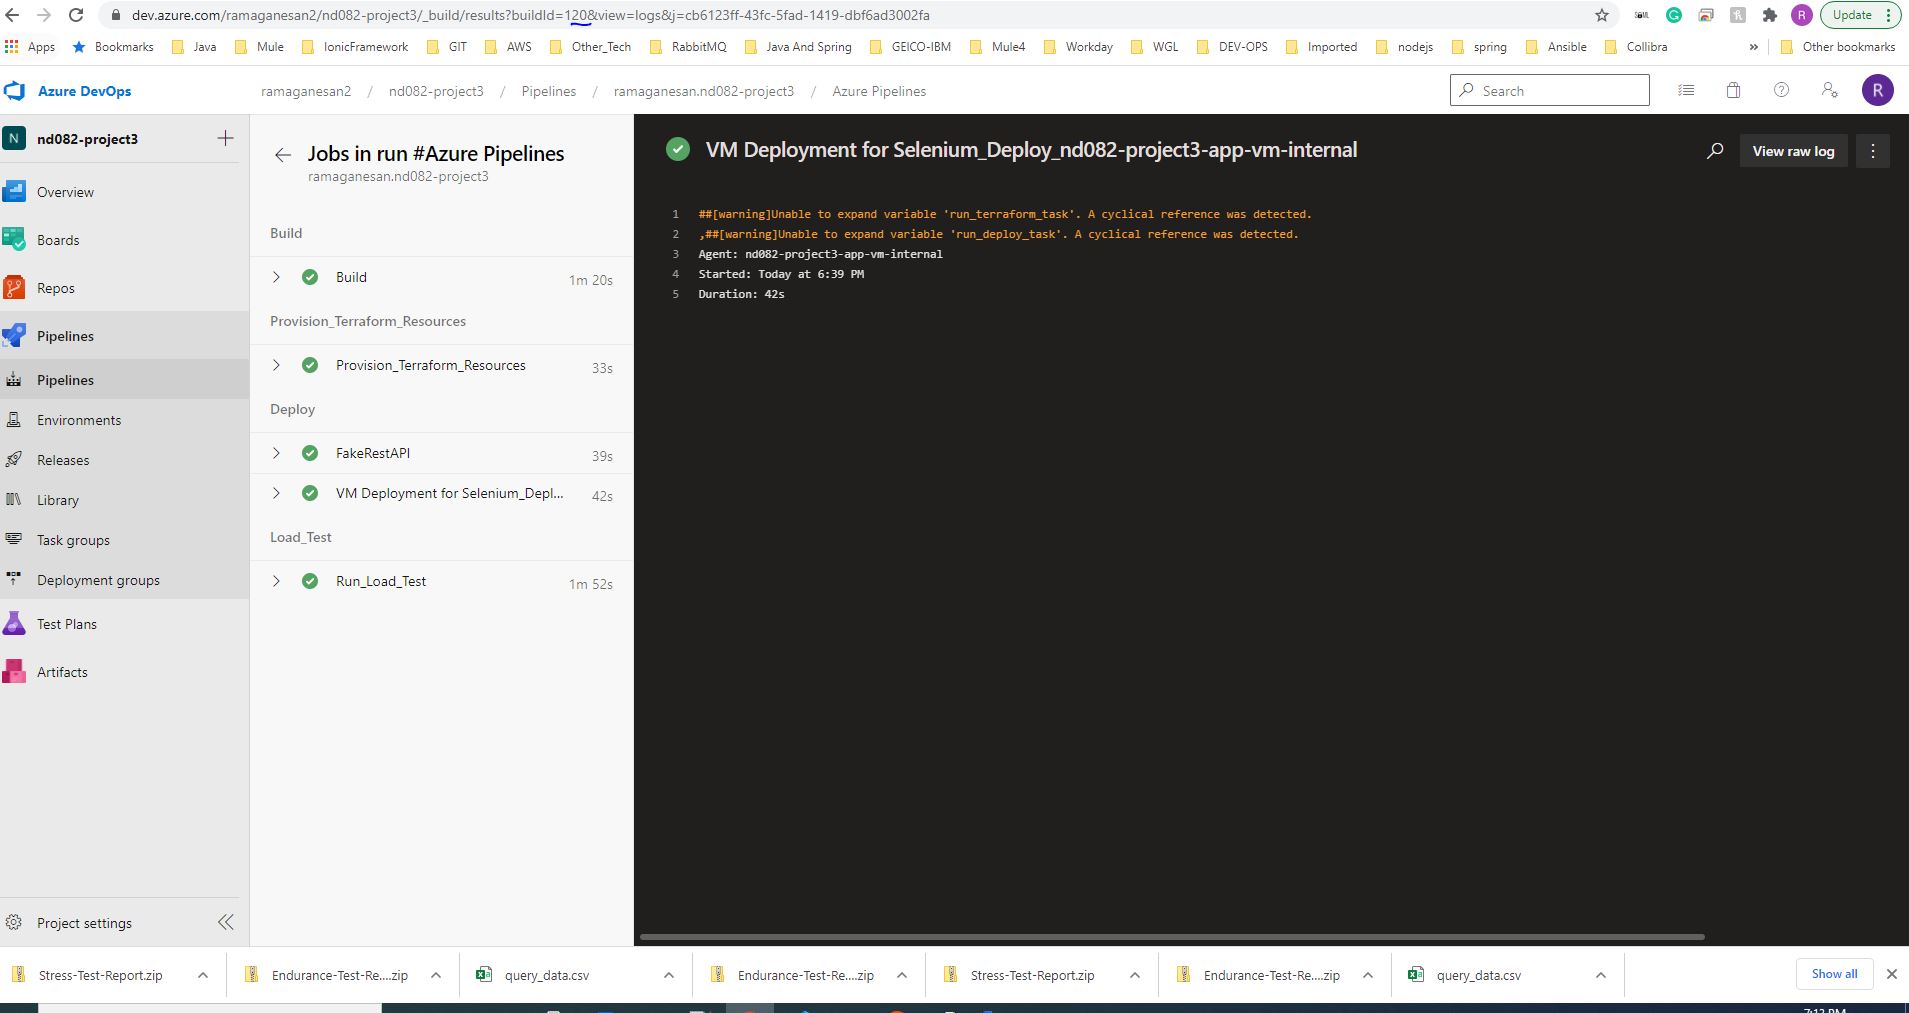 dev.azure.com/ramaganesan2/nd082-project3/_build/results?buildId=120&view=logs&j=cb6123ff-43fc-5fad-1419-dbf6ad3002fa
R
Update
Apps Bookmarks Java Mule IonicFramework GIT AWS Other_Tech RabbitMQ Java And Spring GEICO-IBM Mule4 Workday WGL DEV-OPS Imported nodejs spring Ansible Collibra » Other bookmarks
Azure DevOps
ramaganesan2 / nd082-project3 / Pipelines / ramaganesan.nd082-project3 / Azure Pipelines
Search
R
N nd082-project3
Overview
Boards
Repos
Pipelines
Pipelines
Environments
Releases
Library
Task groups
Deployment groups
Test Plans
Artifacts
Project settings
Jobs in run #Azure Pipelines
ramaganesan.nd082-project3
Build
Build 1m 20s
Provision_Terraform_Resources
Provision_Terraform_Resources 33s
Deploy
FakeRestAPI 39s
VM Deployment for Selenium_Depl... 42s
Load_Test
Run_Load_Test 1m 52s
VM Deployment for Selenium_Deploy_nd082-project3-app-vm-internal
View raw log
1 ##[warning]Unable to expand variable 'run_terraform_task'. A cyclical reference was detected.
2 ,##[warning]Unable to expand variable 'run_deploy_task'. A cyclical reference was detected.
3 Agent: nd082-project3-app-vm-internal
4 Started: Today at 6:39 PM
5 Duration: 42s
Stress-Test-Report.zip Endurance-Test-Re....zip query_data.csv Endurance-Test-Re....zip Stress-Test-Report.zip Endurance-Test-Re....zip query_data.csv Show all